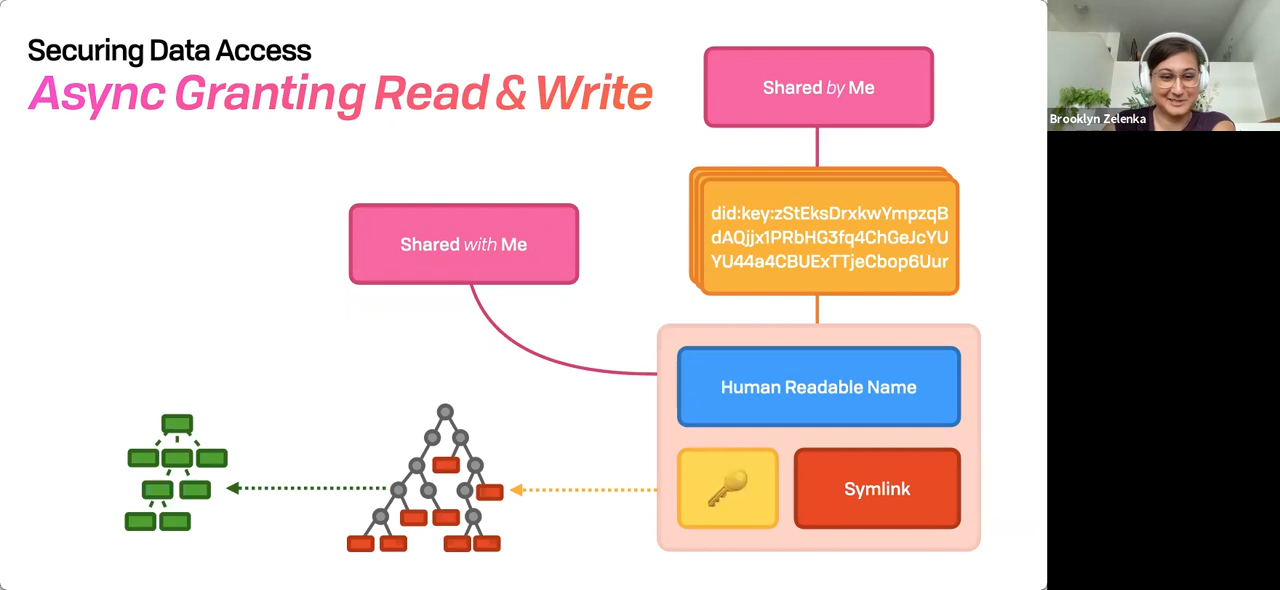 Securing Data Access
Async Granting Read & Write
Shared by Me
did:key:zStEksDrxkwYmpzqB
dAQjjx1PRbHG3fq4ChGeJcYU
YU44a4CBUExTTjeCbop6Uur
Shared with Me
Human Readable Name
Symlink
Brooklyn Zelenka